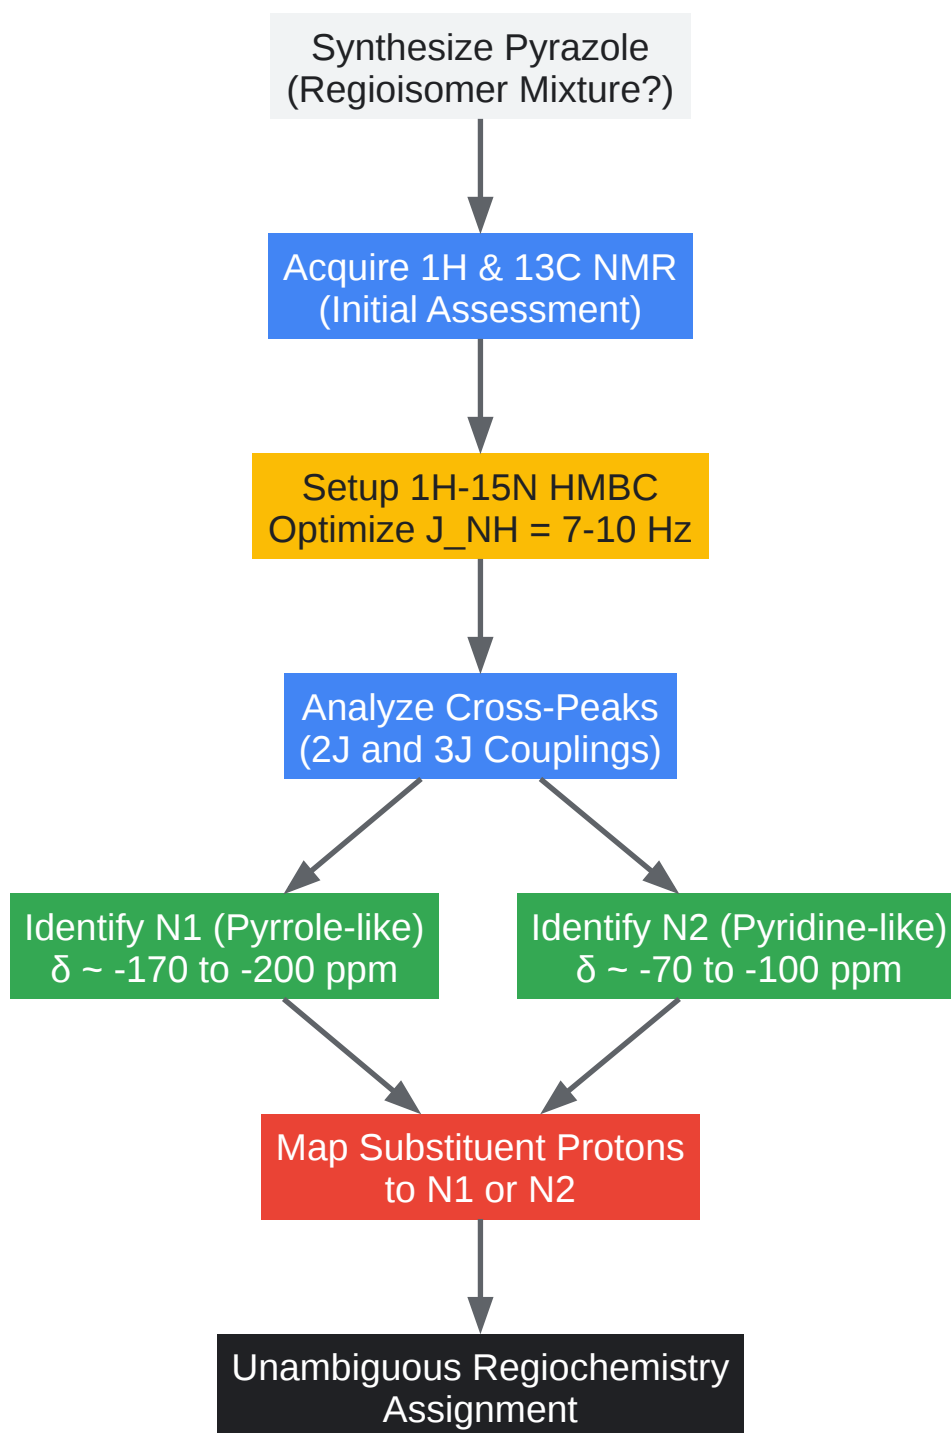 Synthesize Pyrazole
(Regioisomer Mixture?)
Acquire 1H & 13C NMR
(Initial Assessment)
Setup 1H-15N HMBC
Optimize J_NH = 7-10 Hz
Analyze Cross-Peaks
(2J and 3J Couplings)
Identify N1 (Pyrrole-like)
δ ~ -170 to -200 ppm
Identify N2 (Pyridine-like)
δ ~ -70 to -100 ppm
Map Substituent Protons
to N1 or N2
Unambiguous Regiochemistry
Assignment